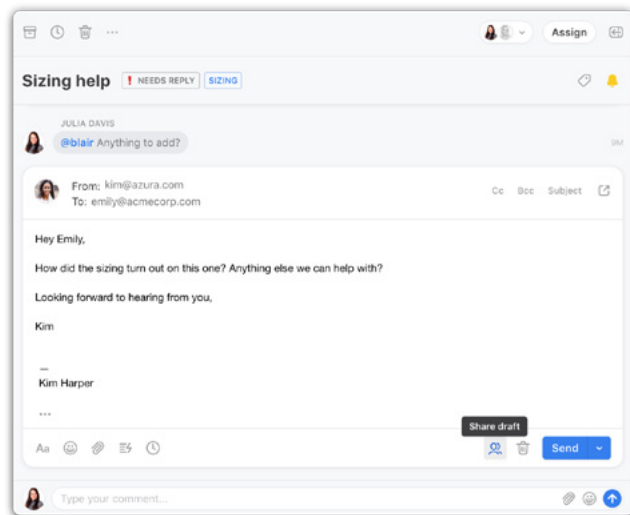 Assign
Sizing help
! NEEDS REPLY
SIZING
JULIA DAVIS
@blair Anything to add?
9M
From: kim@azura.com
To: emily@acmecorp.com
Cc Bcc Subject
Hey Emily,
How did the sizing turn out on this one? Anything else we can help with?
Looking forward to hearing from you,
Kim
—
Kim Harper
...
Share draft
Aa
Send
Type your comment...